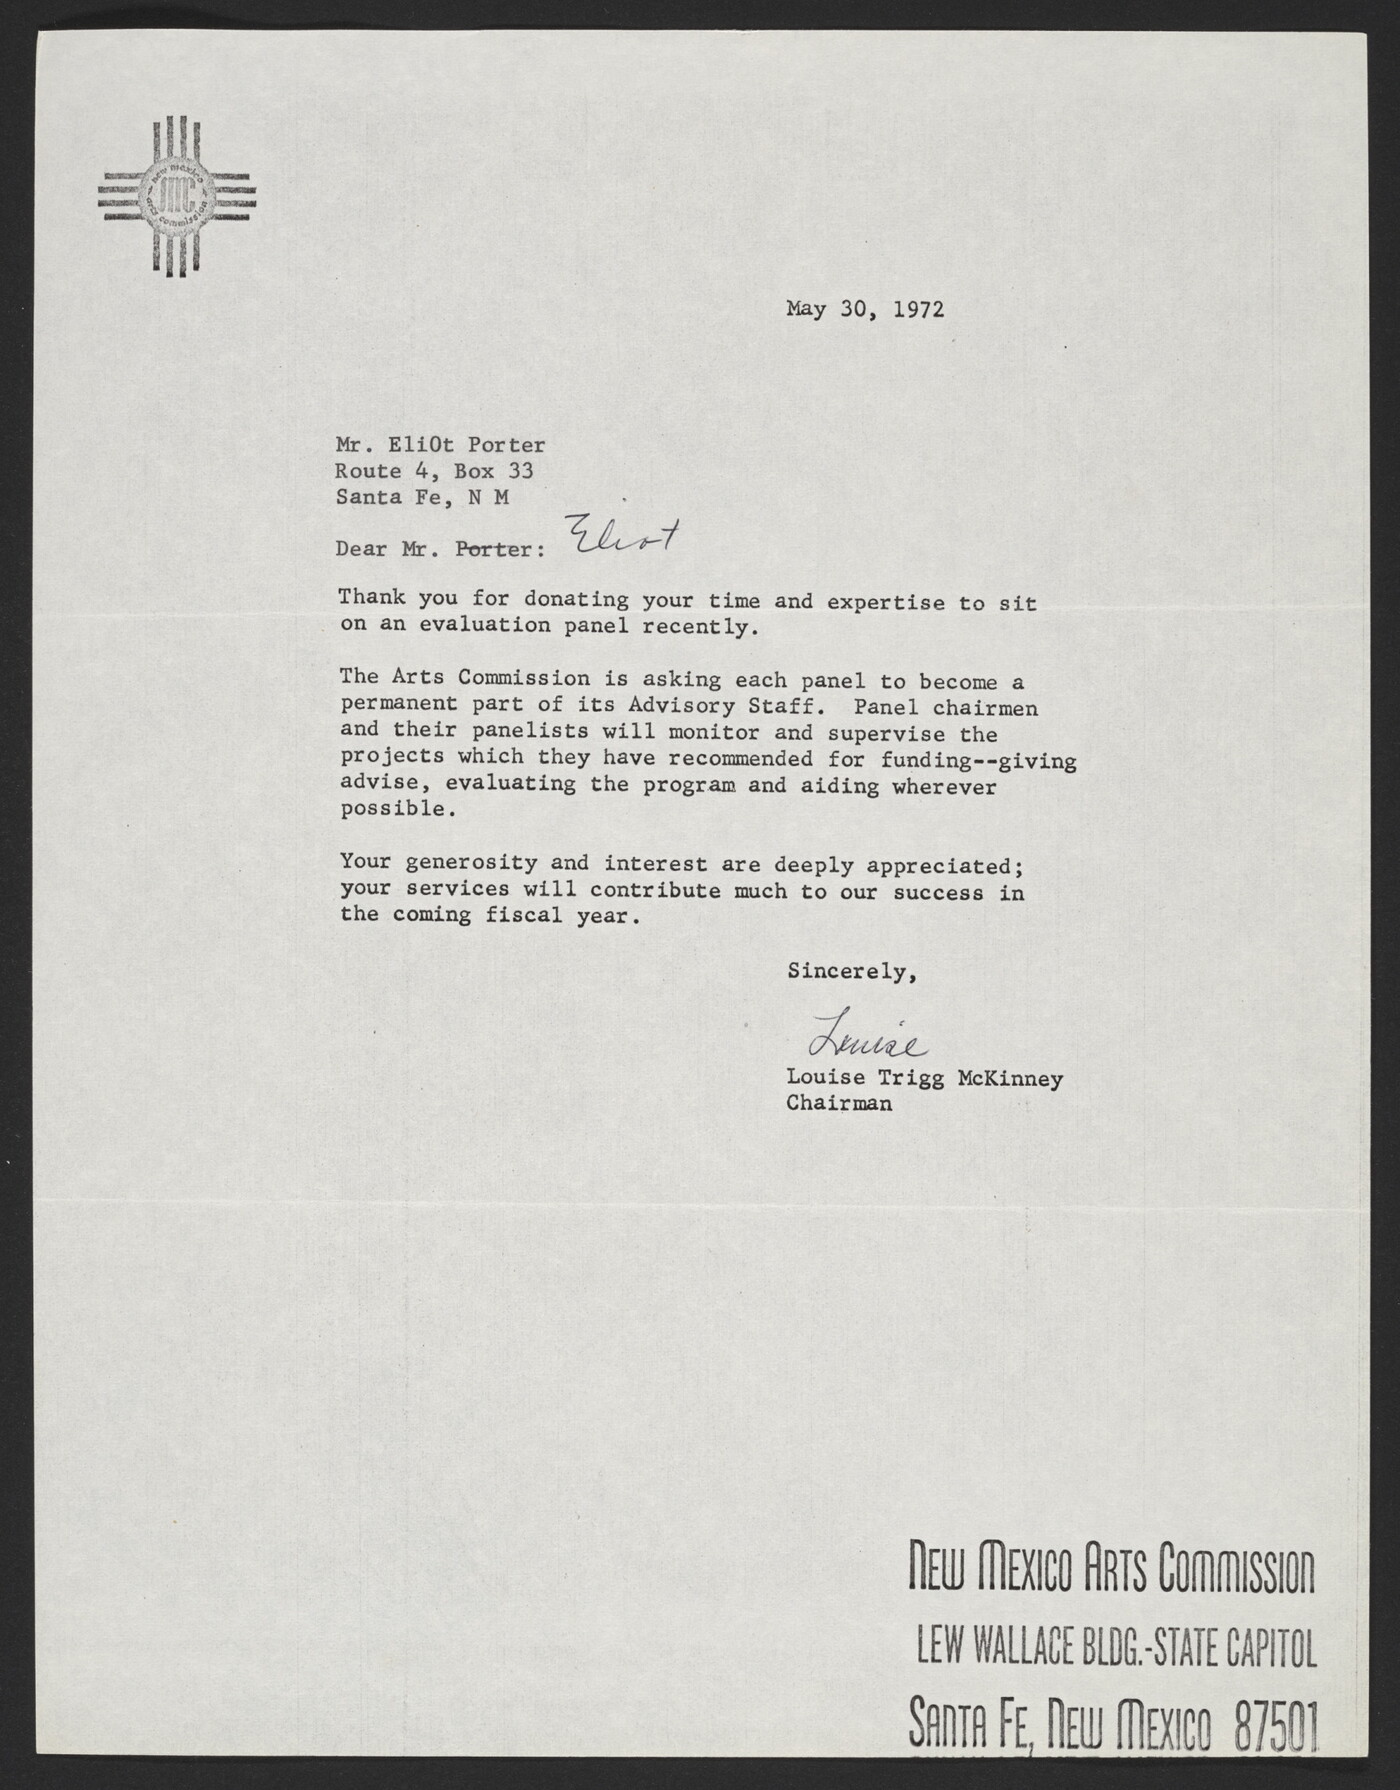 new mexico
arts commission
May 30, 1972
Mr. Eli0t Porter
Route 4, Box 33
Santa Fe, N M
Dear Mr. Porter: Eliot
Thank you for donating your time and expertise to sit
on an evaluation panel recently.
The Arts Commission is asking each panel to become a
permanent part of its Advisory Staff. Panel chairmen
and their panelists will monitor and supervise the
projects which they have recommended for funding--giving
advise, evaluating the program and aiding wherever
possible.
Your generosity and interest are deeply appreciated;
your services will contribute much to our success in
the coming fiscal year.
Sincerely,
Louise
Louise Trigg McKinney
Chairman
NEW MEXICO ARTS COMMISSION
LEW WALLACE BLDG.-STATE CAPITOL
SANTA FE, NEW MEXICO 87501